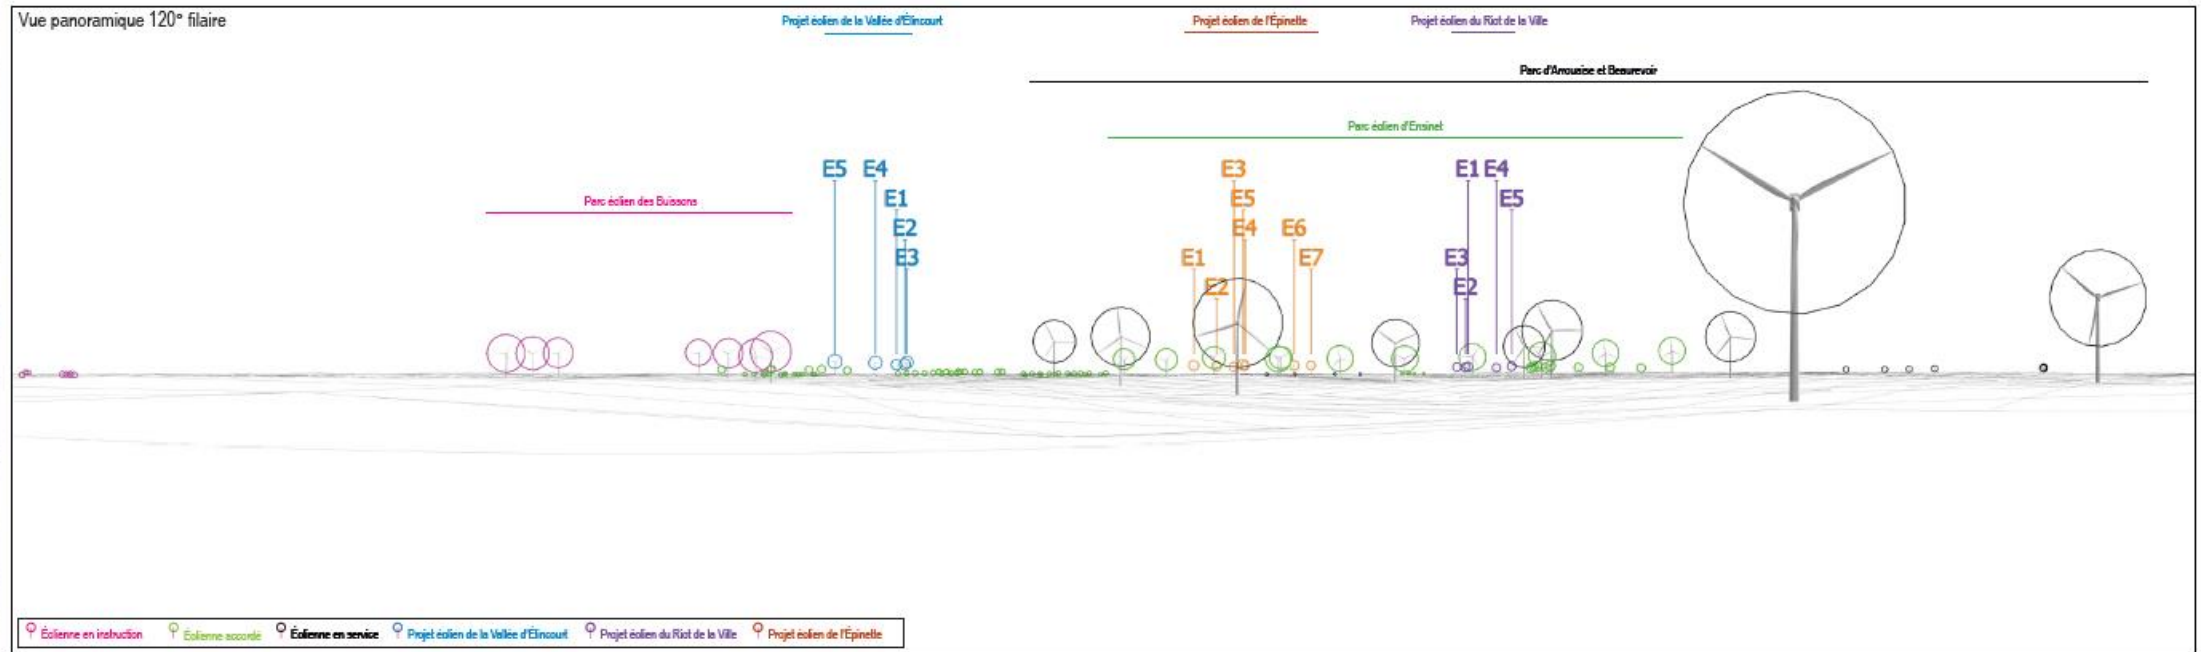 Vue panoramique 120° filaire
Projet éolien de la Vallée d'Élincourt
Projet éolien de l'Épinette
Projet éolien du Riot de la Ville
Parc d'Arrouaise et Beaurevoir
Parc éolien d'Ensinet
Parc éolien des Buissons
E5 E4
E1
E2
E3
E3
E5
E4
E6
E1
E7
E2
E1 E4
E5
E3
E2
Éolienne en instruction
Éolienne accordé
Éolienne en service
Projet éolien de la Vallée d'Élincourt
Projet éolien du Riot de la Ville
Projet éolien de l'Épinette